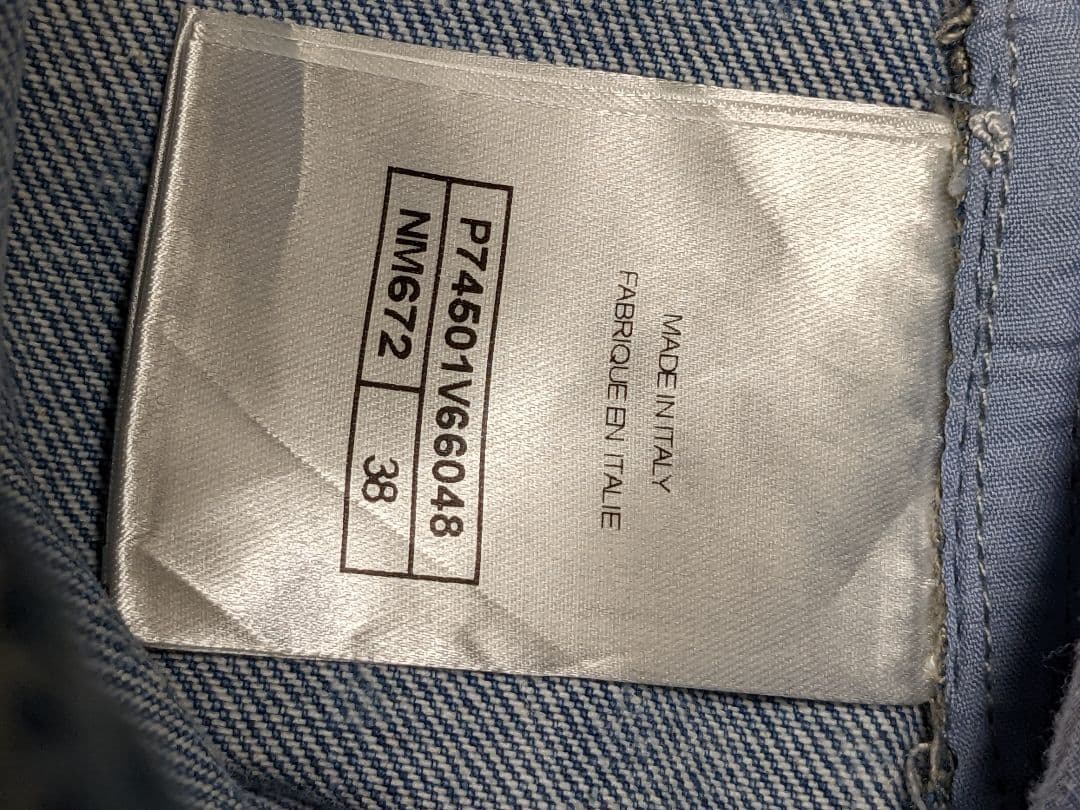 MADE IN ITALY
FABRIQUE EN ITALIE
P74501V66048
NM672 38